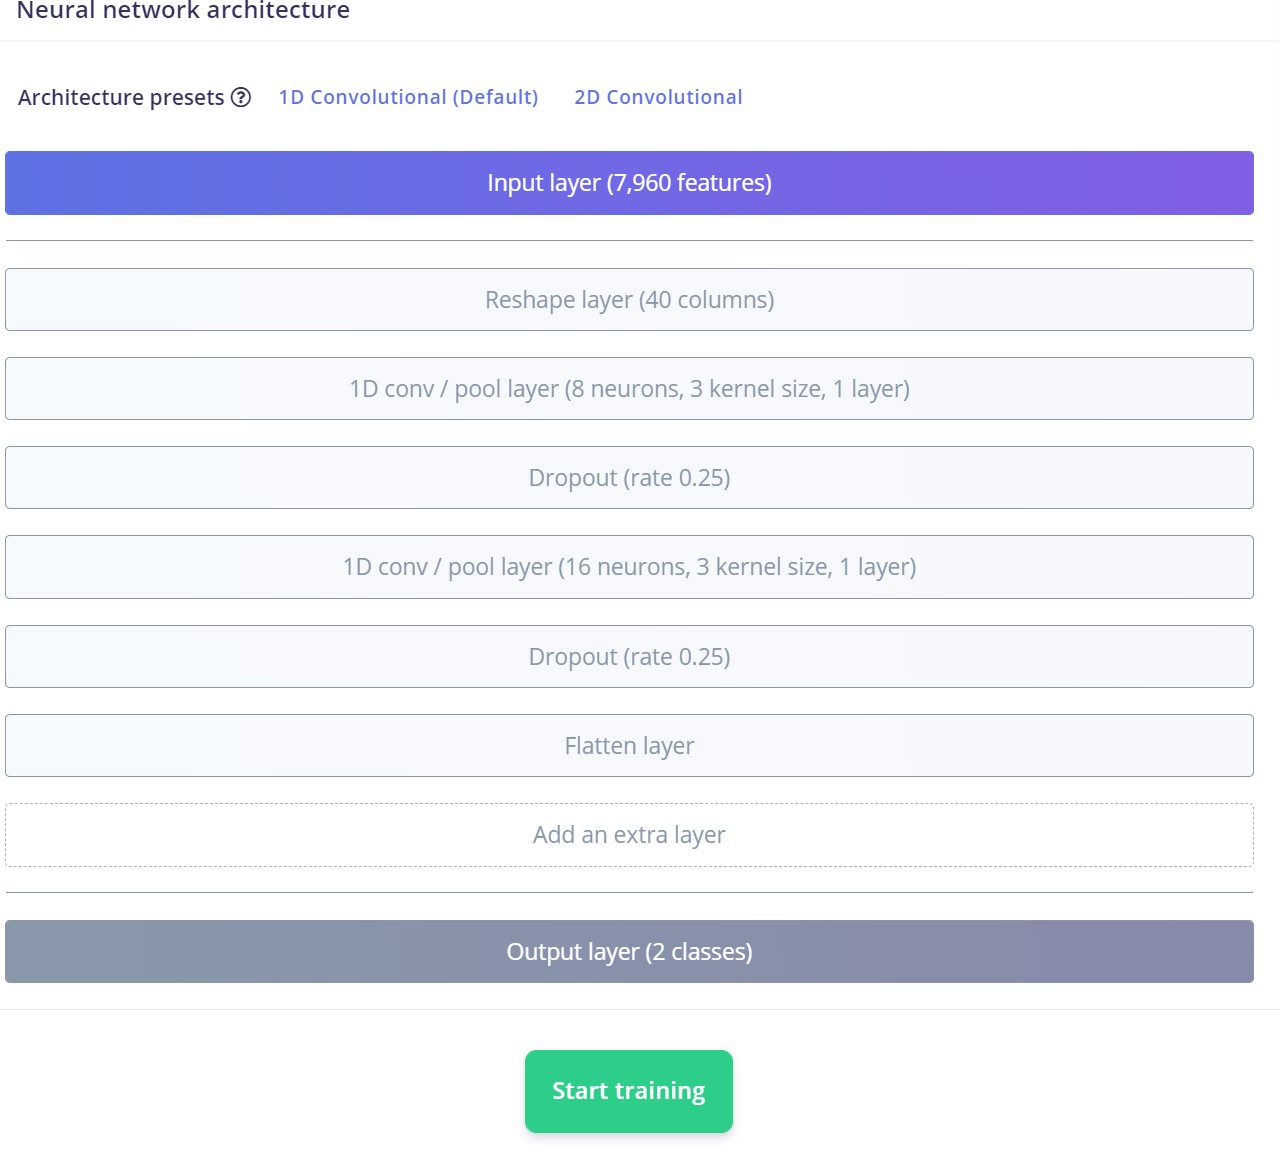 Neural network architecture
Architecture presets ? 1D Convolutional (Default) 2D Convolutional
Input layer (7,960 features)
Reshape layer (40 columns)
1D conv / pool layer (8 neurons, 3 kernel size, 1 layer)
Dropout (rate 0.25)
1D conv / pool layer (16 neurons, 3 kernel size, 1 layer)
Dropout (rate 0.25)
Flatten layer
Add an extra layer
Output layer (2 classes)
Start training